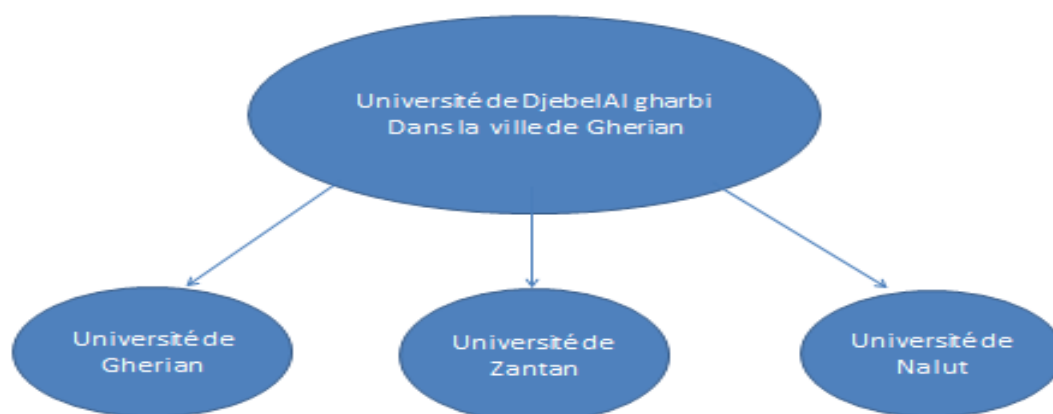 Université de Djebel Al gharbi
Dans la ville de Gherian
Université de
Gherian
Université de
Zantan
Université de
Nalut